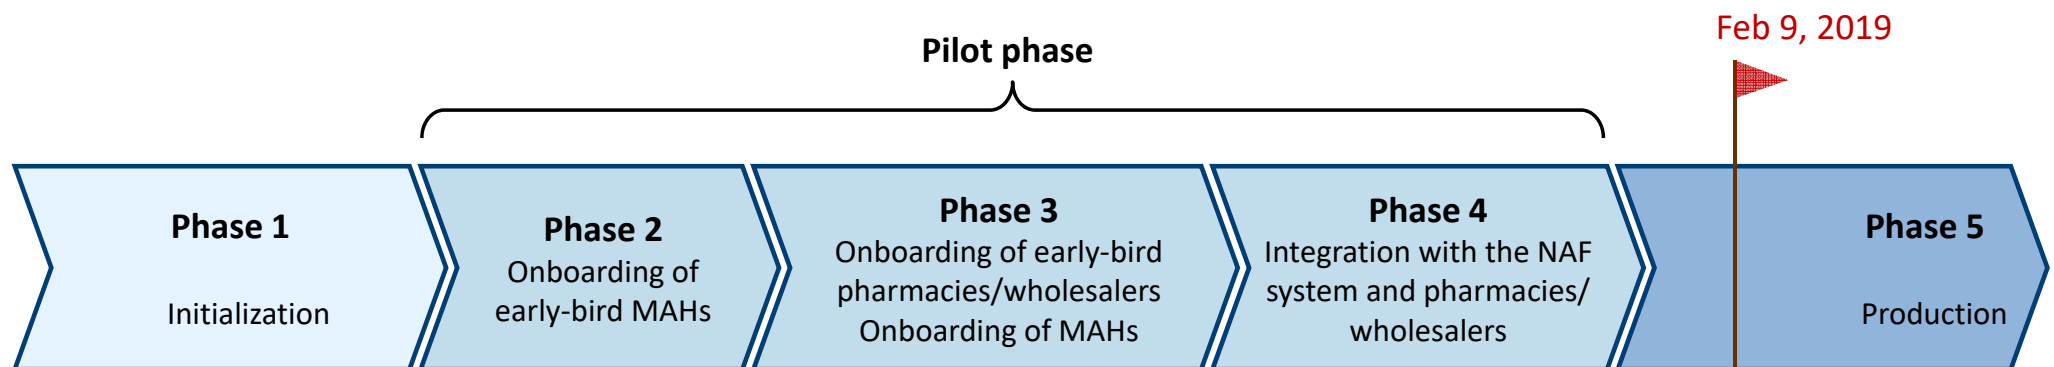 Feb 9, 2019
Pilot phase
Phase 1
Initialization
Phase 2
Onboarding of
early-bird MAHs
Phase 3
Onboarding of early-bird
pharmacies/wholesalers
Onboarding of MAHs
Phase 4
Integration with the NAF
system and pharmacies/
wholesalers
Phase 5
Production